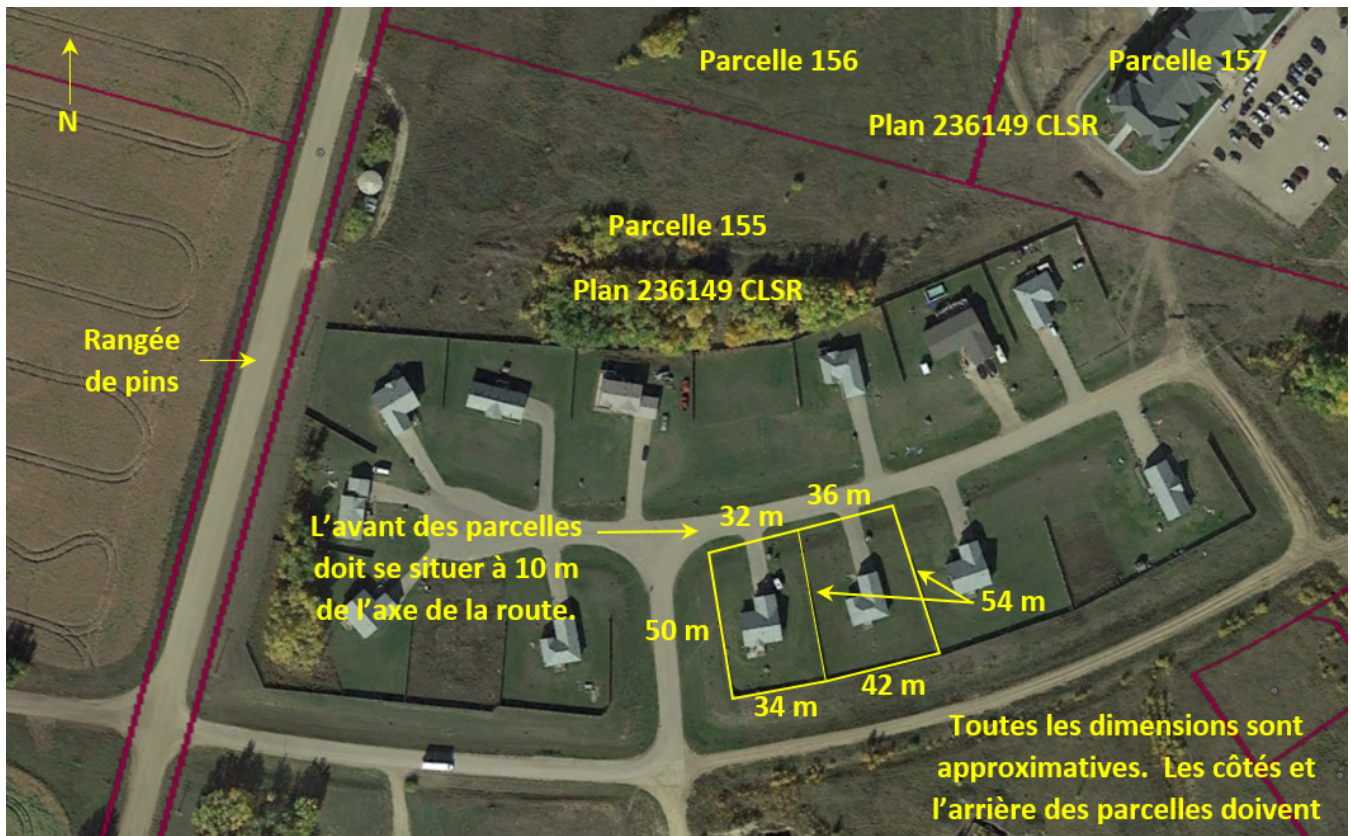 N
Parcelle 156
Parcelle 157
Plan 236149 CLSR
Parcelle 155
Plan 236149 CLSR
Rangée
de pins
L'avant des parcelles
doit se situer à 10 m
de l'axe de la route.
32 m
36 m
50 m
54 m
34 m
42 m
Toutes les dimensions sont
approximatives. Les côtés et
l'arrière des parcelles doivent